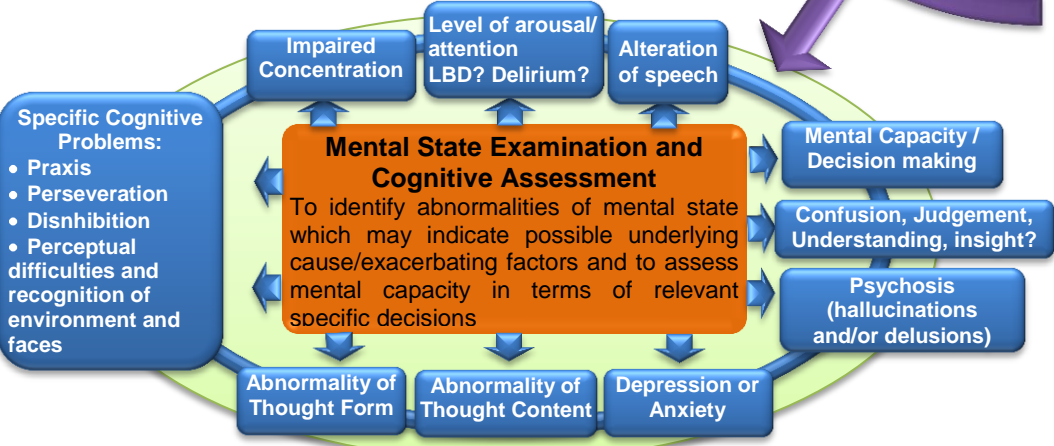 Impaired
Concentration
Level of arousal/
attention
LBD? Delirium?
Alteration
of speech
Specific Cognitive
Problems:
• Praxis
• Perseveration
• Disnhibition
• Perceptual
difficulties and
recognition of
environment and
faces
Mental State Examination and
Cognitive Assessment
To identify abnormalities of mental state
which may indicate possible underlying
cause/exacerbating factors and to assess
mental capacity in terms of relevant
specific decisions
Mental Capacity /
Decision making
Confusion, Judgement,
Understanding, insight?
Psychosis
(hallucinations
and/or delusions)
Abnormality of
Thought Form
Abnormality of
Thought Content
Depression or
Anxiety